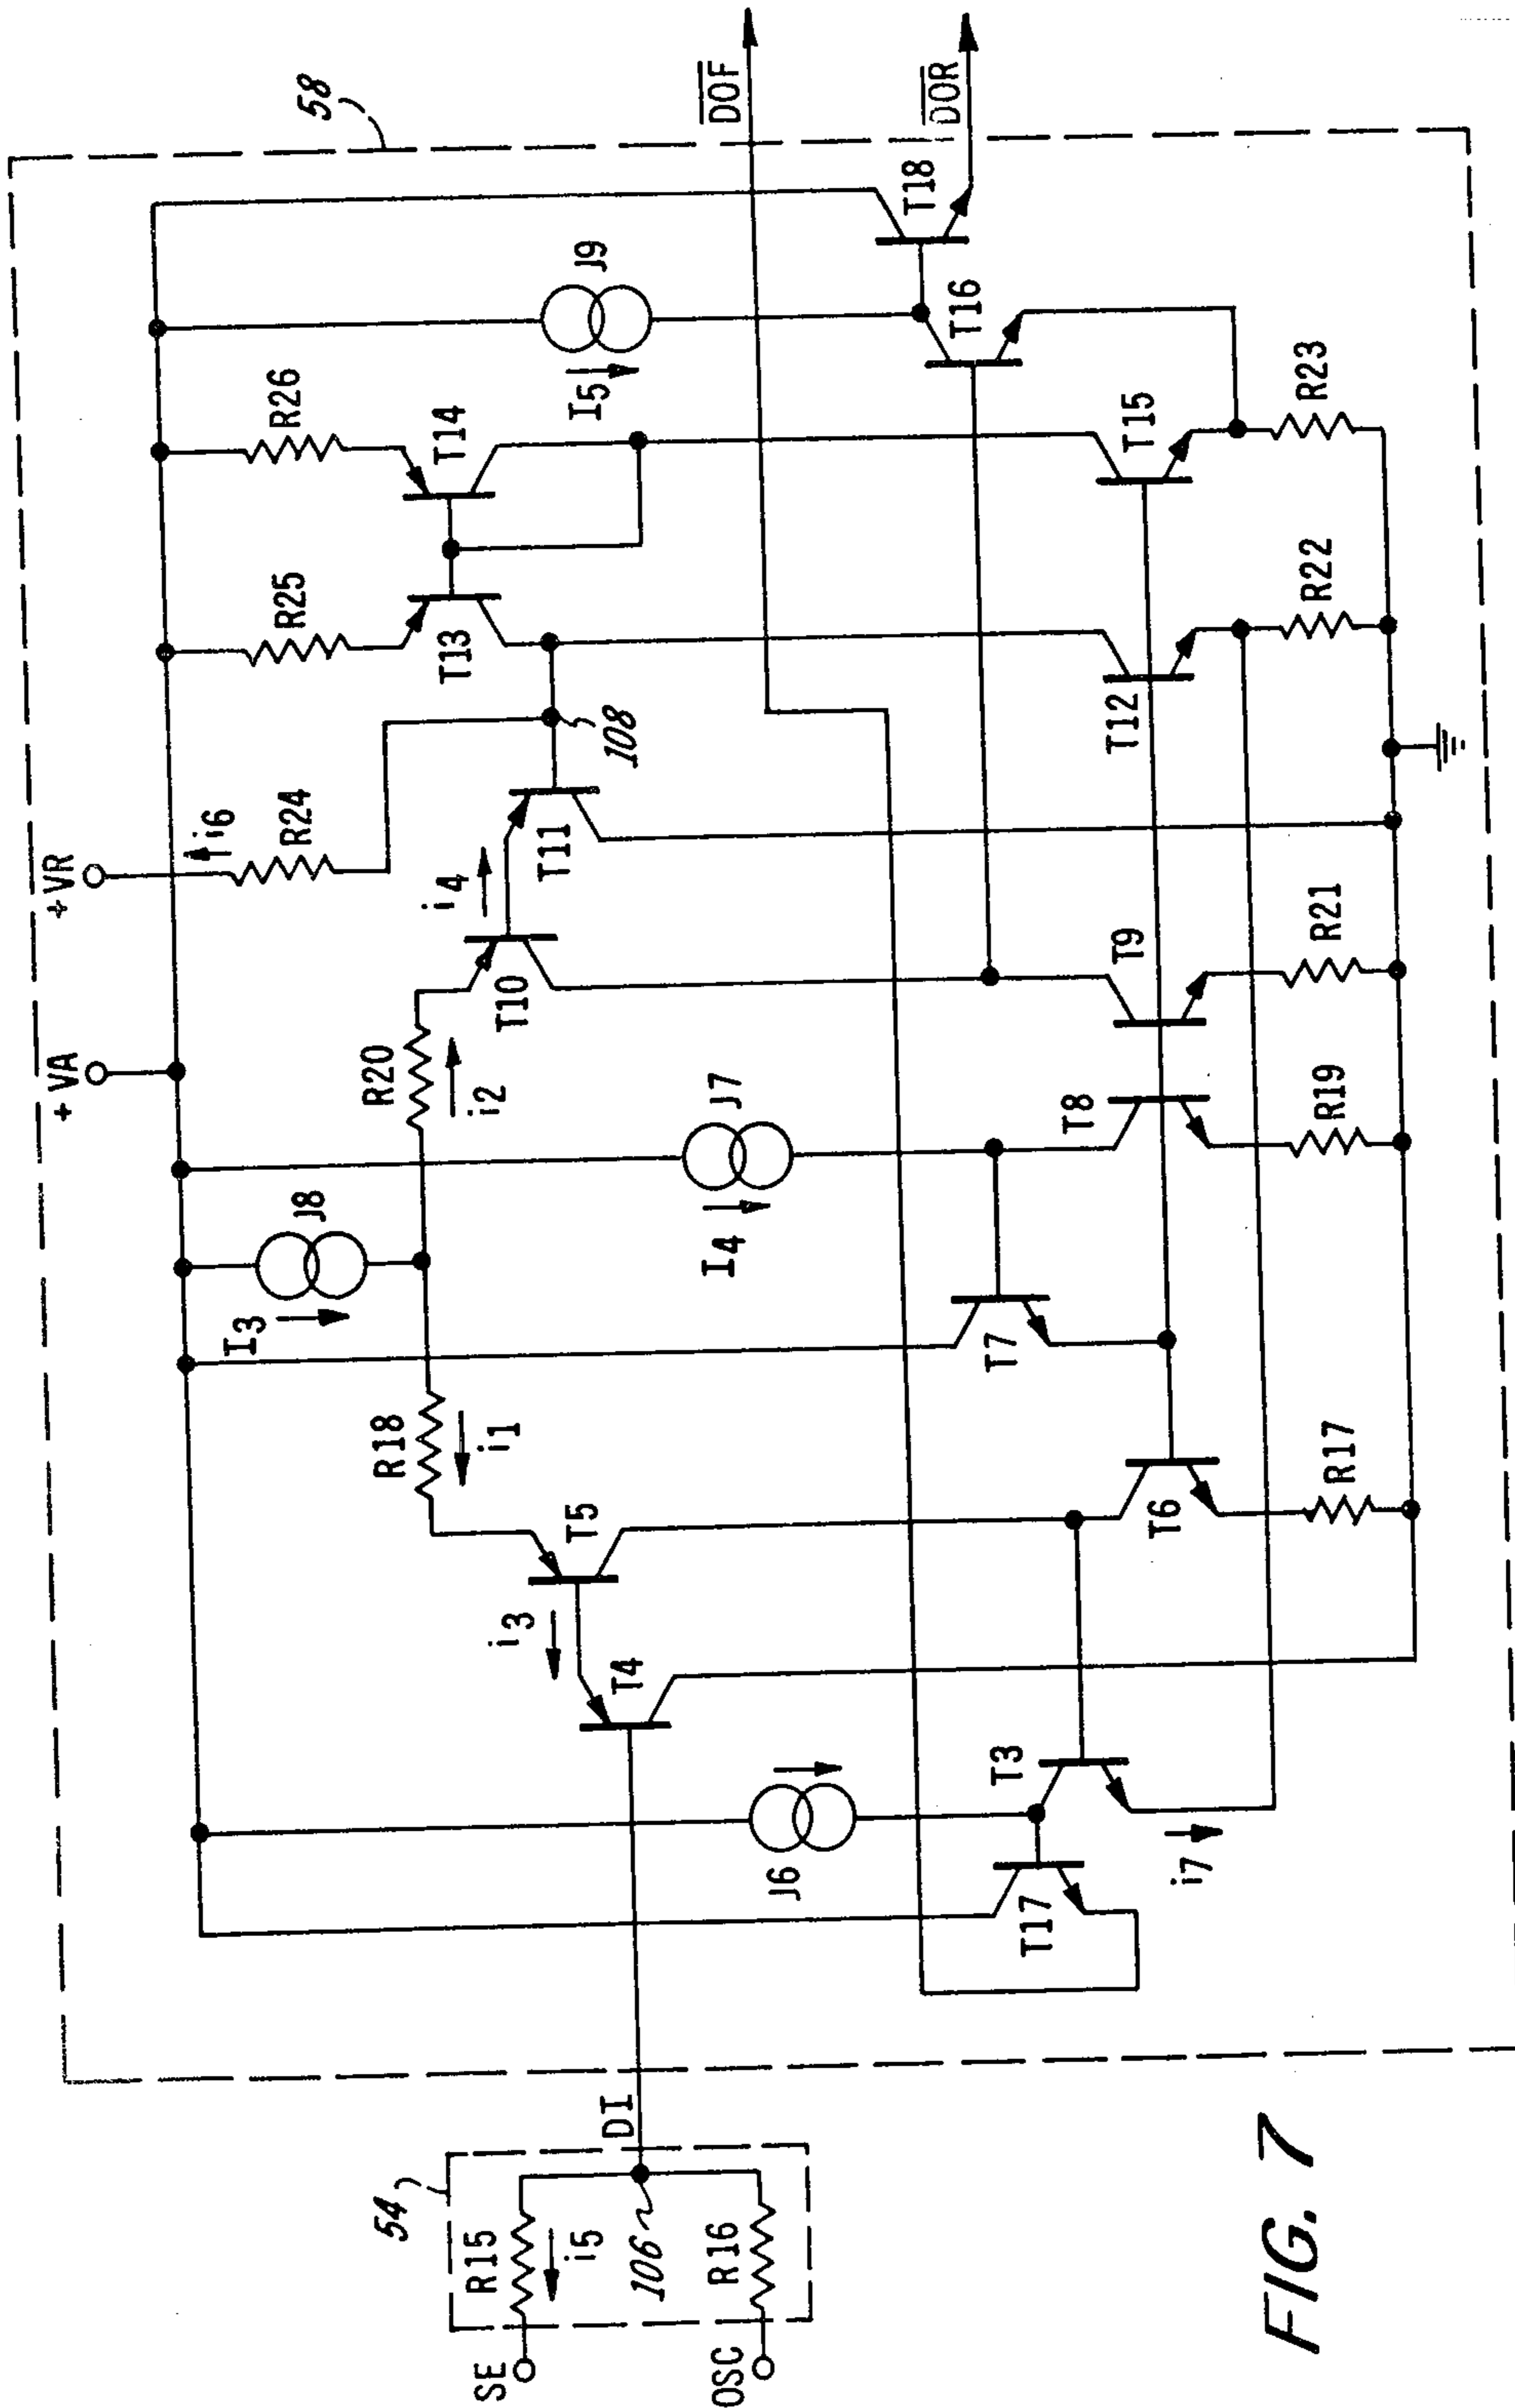 58
+VA
+VR
DOF
DOR
I3
J8
R18
i1
R20
i2
i6
R24
R25
R26
T5
i3
T4
T10
i4
T11
108
T13
T14
I5
J9
T18
T16
J6
I4
J7
T17
T3
i7
T7
T6
T8
T9
T12
T15
R17
R19
R21
R22
R23
54
SE
R15
i5
DI
106
R16
OSC
FIG. 7